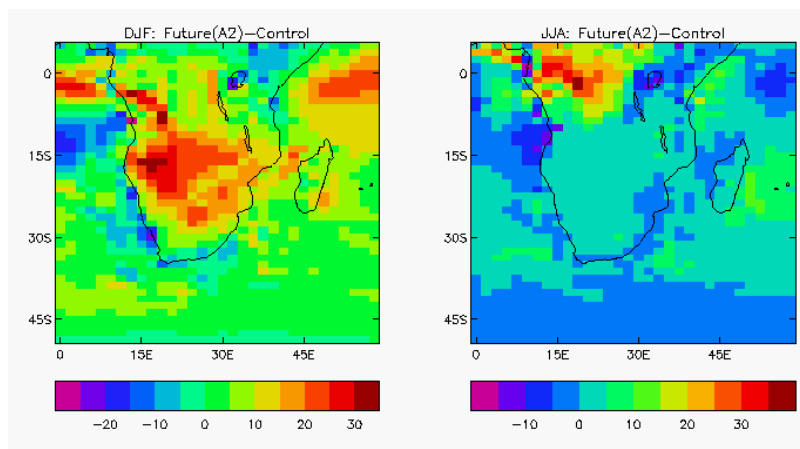 DJF: Future(A2)−Control
0
15S
30S
45S
0 15E 30E 45E
−20 −10 0 10 20 30
JJA: Future(A2)−Control
0
15S
30S
45S
0 15E 30E 45E
−10 0 10 20 30